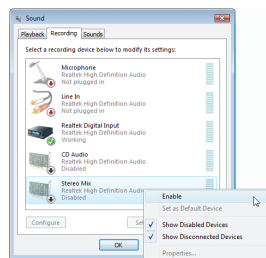 Sound
Playback Recording Sounds
Select a recording device below to modify its settings:
Microphone
Realtek High Definition Audio
Not plugged in
Line In
Realtek High Definition Audio
Not plugged in
Realtek Digital Input
Realtek High Definition Audio
Working
CD Audio
Realtek High Definition Audio
Disabled
Stereo Mix
Realtek High Definition Audio
Disabled
Enable
Set as Default Device
Show Disabled Devices
Show Disconnected Devices
Properties...
Configure
OK